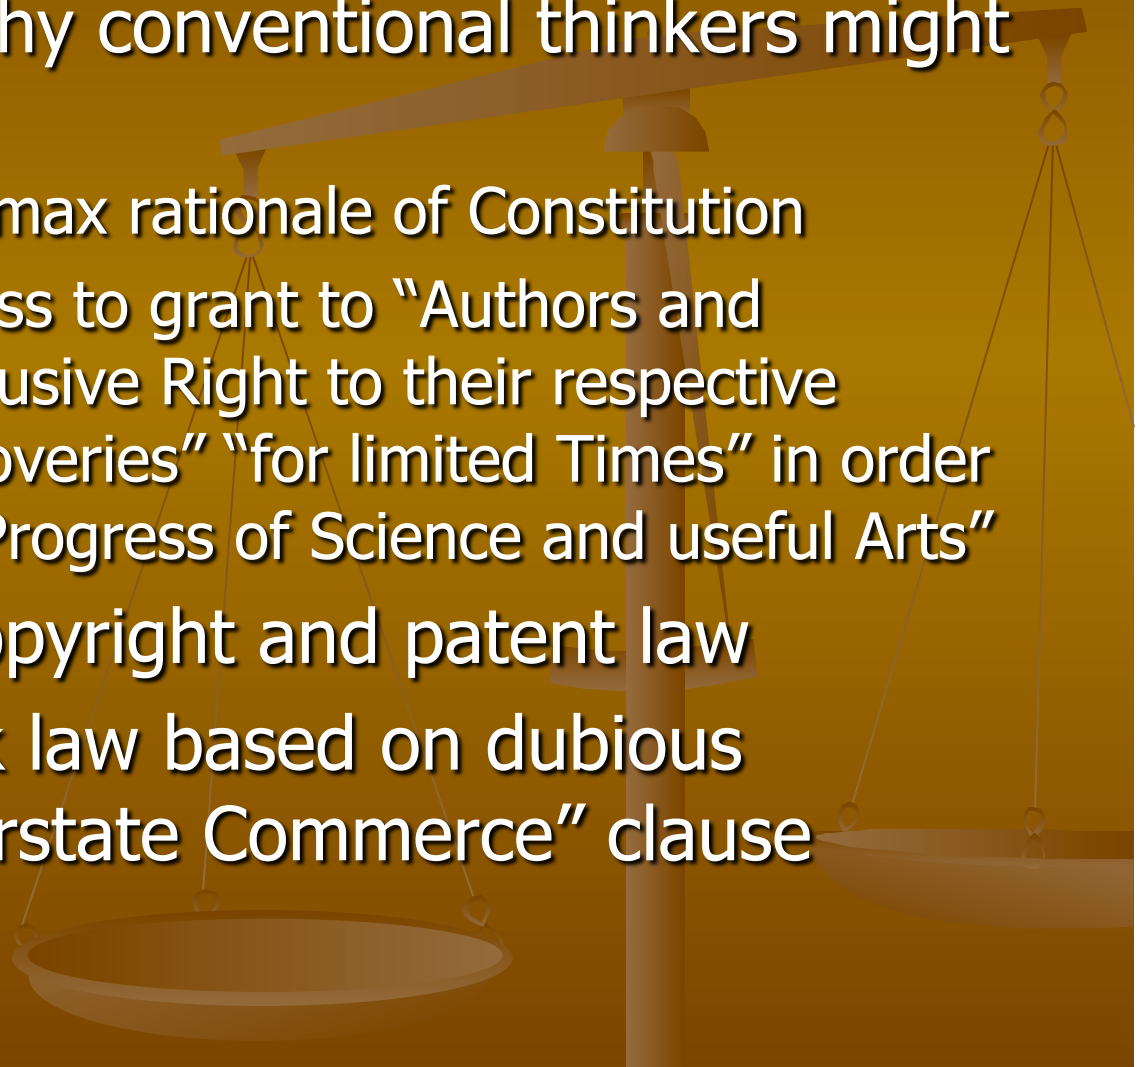 hy conventional thinkers might
max rationale of Constitution
ss to grant to “Authors and
usive Right to their respective
overies” “for limited Times” in order
Progress of Science and useful Arts”
opyright and patent law
law based on dubious
rstate Commerce” clause